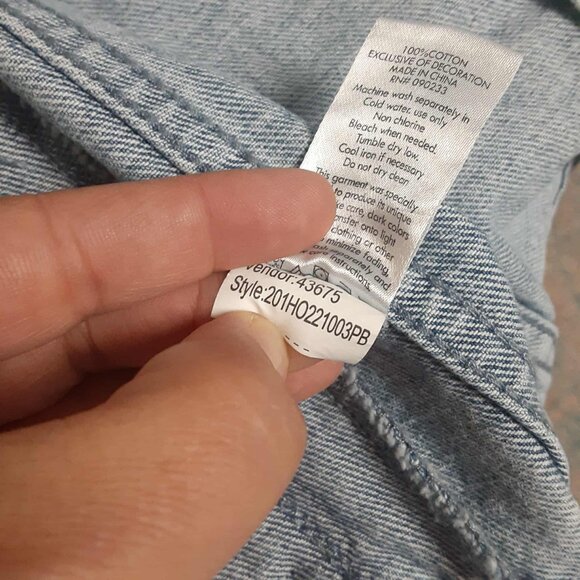 100%COTTON
EXCLUSIVE OF DECORATION
MADE IN CHINA
RN# 090233
Machine wash separately in
Cold water, use only
Non chlorine
Bleach when needed.
Tumble dry low.
Cool iron if necessary
Do not dry clean
This garment was specially
to produce its unique
care, dark colors
onto light
clothing or other
minimize fading,
separately and
care instructions.
Vendor:43675
Style:201HO221003PB